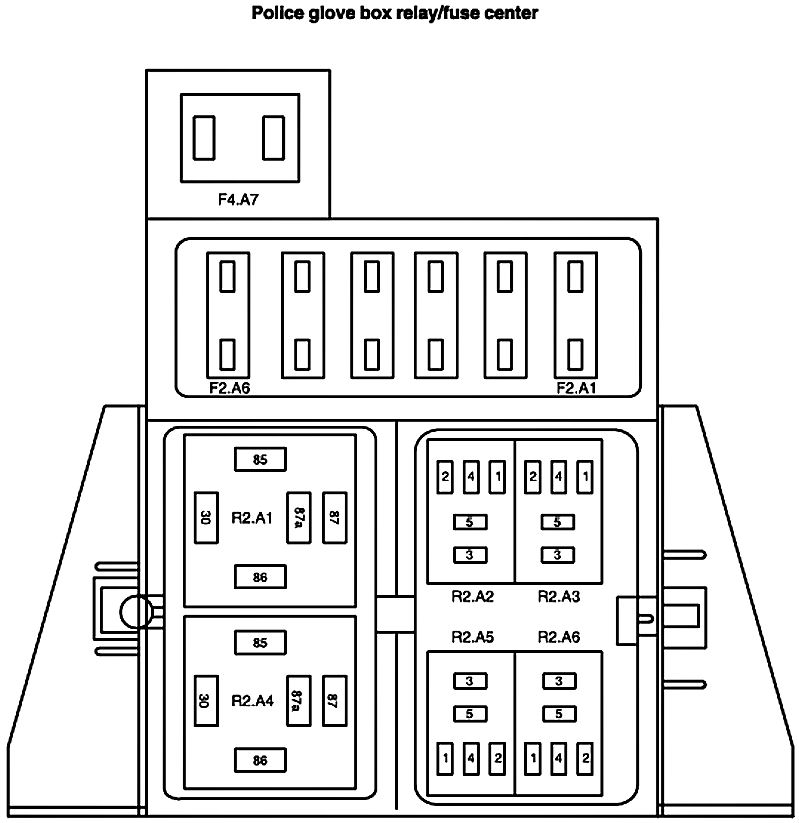 Police glove box relay/fuse center
F4.A7
F2.A6 F2.A1
85
30 R2.A1 87a 87
86
85
30 R2.A4 87a 87
86
2 4 1 2 4 1
5 5
3 3
R2.A2 R2.A3
R2.A5 R2.A6
3 3
5 5
1 4 2 1 4 2